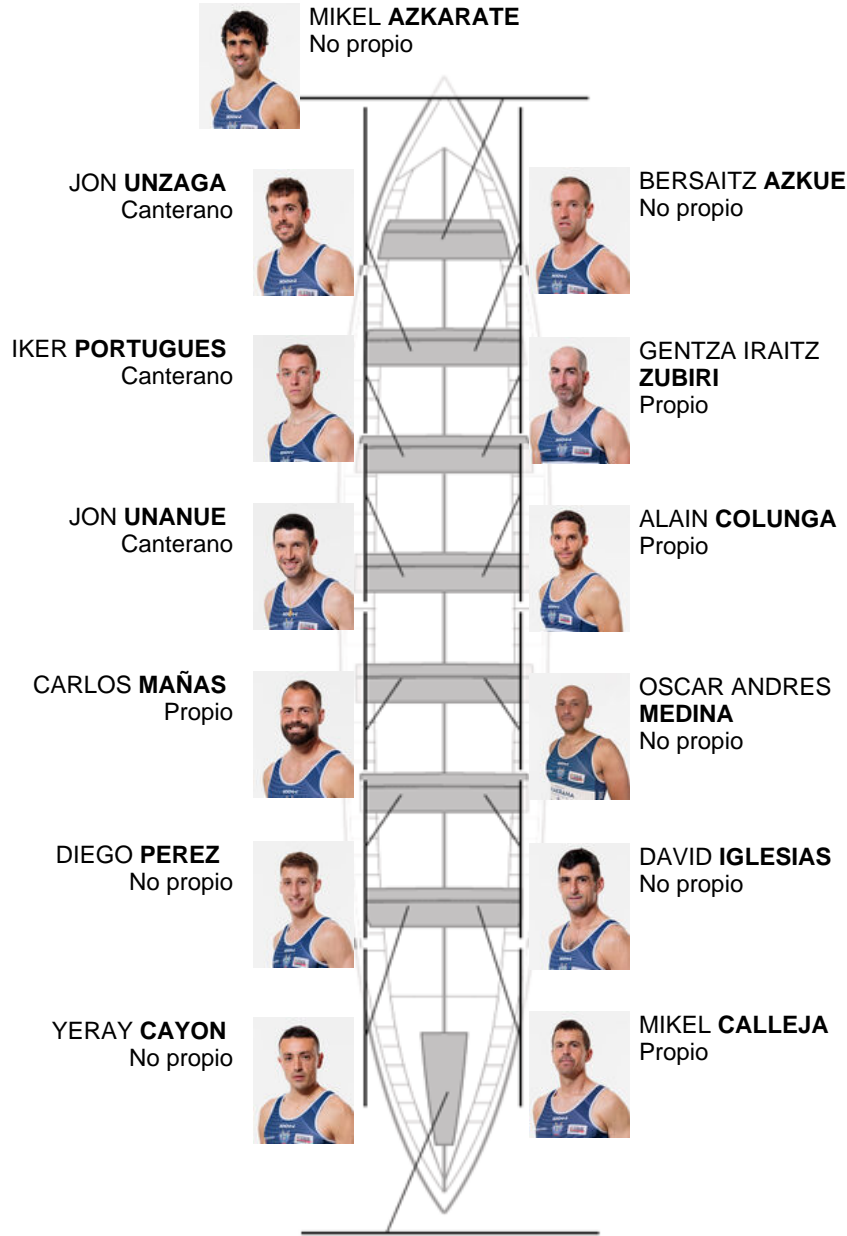 MIKEL AZKARATE
No propio
JON UNZAGA
Canterano
BERSAITZ AZKUE
No propio
IKER PORTUGUES
Canterano
GENTZA IRAITZ
ZUBIRI
Propio
JON UNANUE
Canterano
ALAIN COLUNGA
Propio
CARLOS MAÑAS
Propio
OSCAR ANDRES
MEDINA
No propio
DIEGO PEREZ
No propio
DAVID IGLESIAS
No propio
YERAY CAYON
No propio
MIKEL CALLEJA
Propio